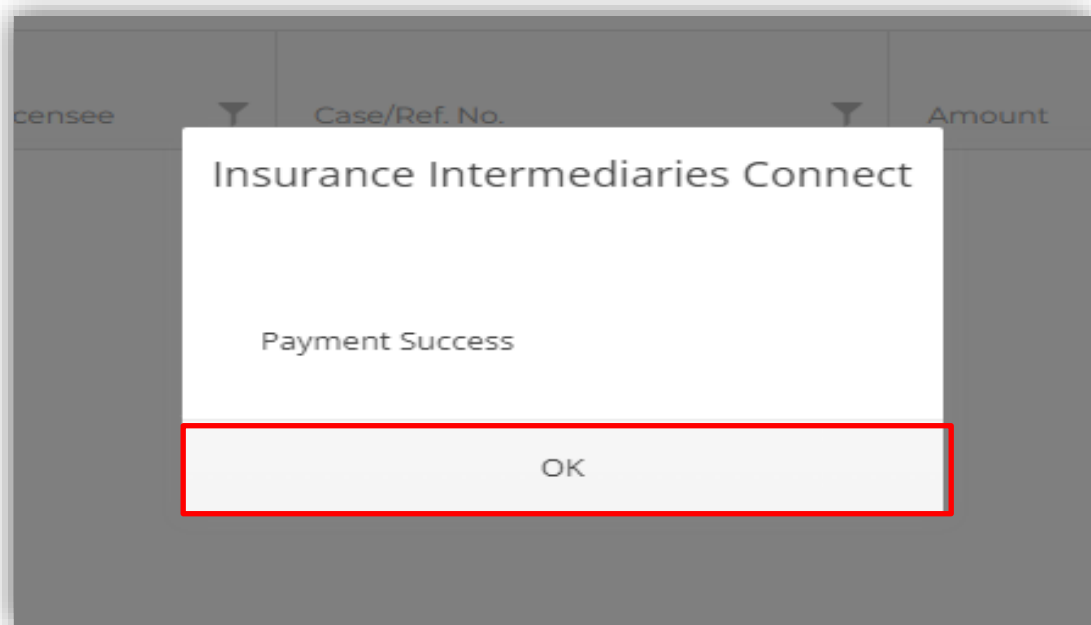 censee
Case/Ref. No.
Amount
Insurance Intermediaries Connect
Payment Success
OK